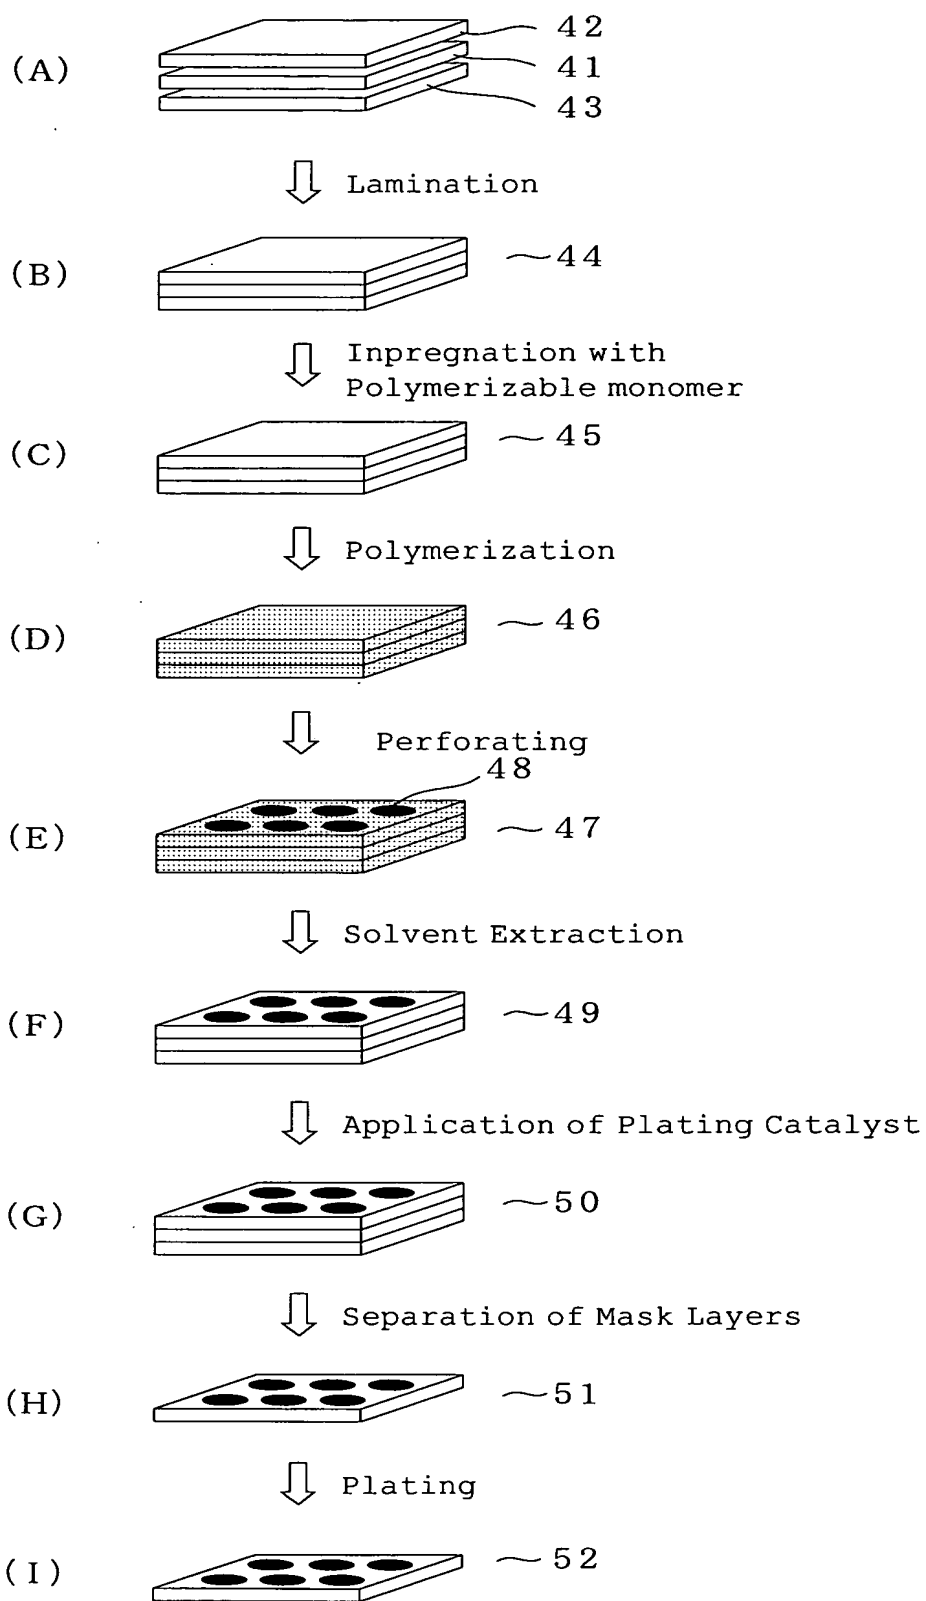 42
(A)
41
43
Lamination
(B)
44
Inpregnation with
Polymerizable monomer
(C)
45
Polymerization
(D)
46
Perforating
48
(E)
47
Solvent Extraction
(F)
49
Application of Plating Catalyst
(G)
50
Separation of Mask Layers
(H)
51
Plating
(I)
52